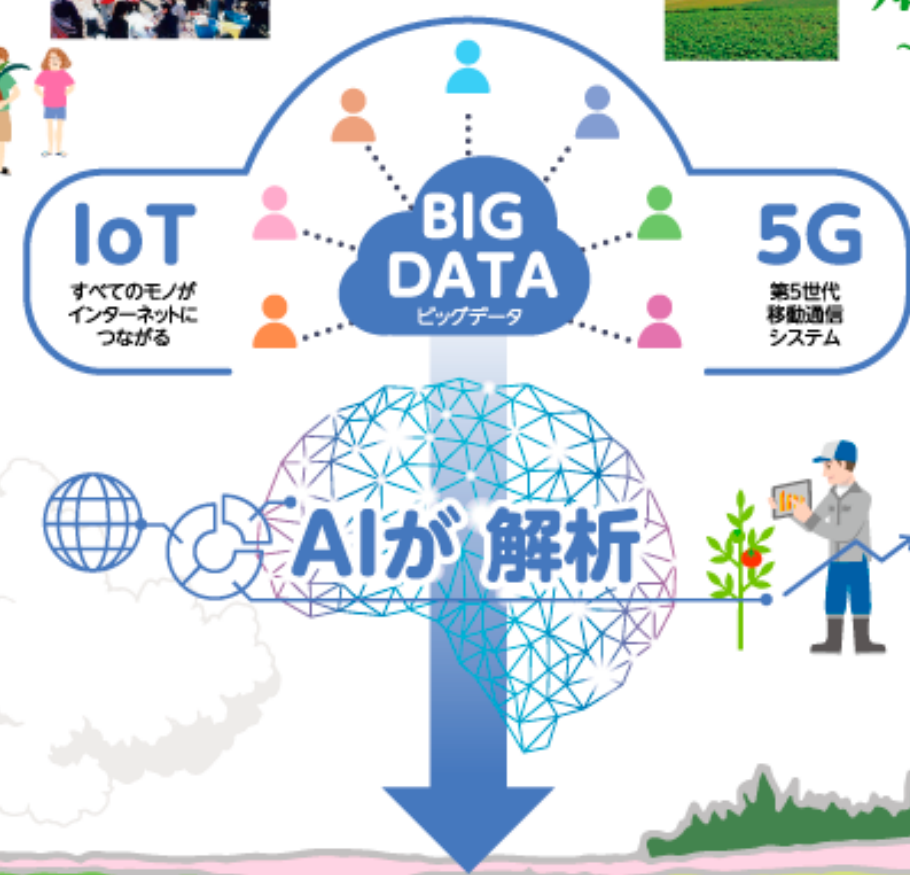 IoT
すべてのモノが
インターネットに
つながる
BIG
DATA
ビッグデータ
5G
第5世代
移動通信
システム
AIが 解析